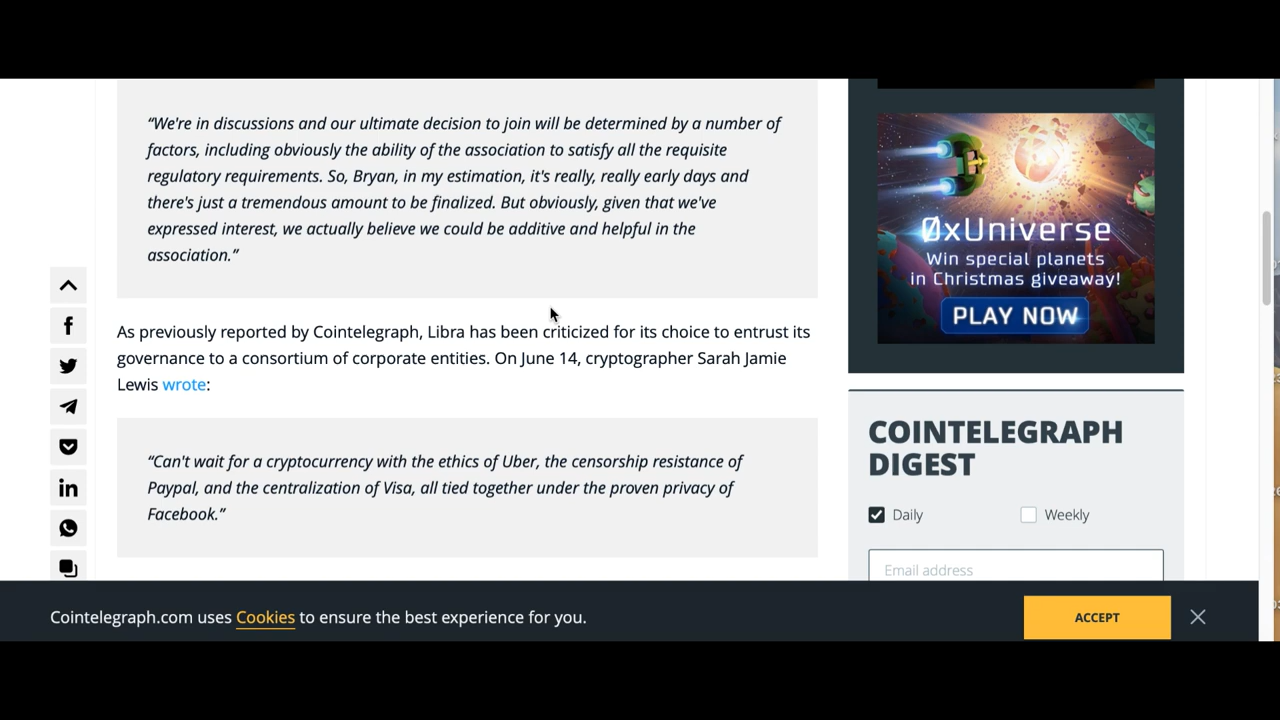 “We're in discussions and our ultimate decision to join will be determined by a number of
factors, including obviously the ability of the association to satisfy all the requisite
regulatory requirements. So, Bryan, in my estimation, it's really, really early days and
there's just a tremendous amount to be finalized. But obviously, given that we've
expressed interest, we actually believe we could be additive and helpful in the
association.”
As previously reported by Cointelegraph, Libra has been criticized for its choice to entrust its
governance to a consortium of corporate entities. On June 14, cryptographer Sarah Jamie
Lewis wrote:
“Can't wait for a cryptocurrency with the ethics of Uber, the censorship resistance of
Paypal, and the centralization of Visa, all tied together under the proven privacy of
Facebook.”
0xUniverse
Win special planets
in Christmas giveaway!
PLAY NOW
COINTELEGRAPH
DIGEST
Daily
Weekly
Email address
Cointelegraph.com uses Cookies to ensure the best experience for you.
ACCEPT